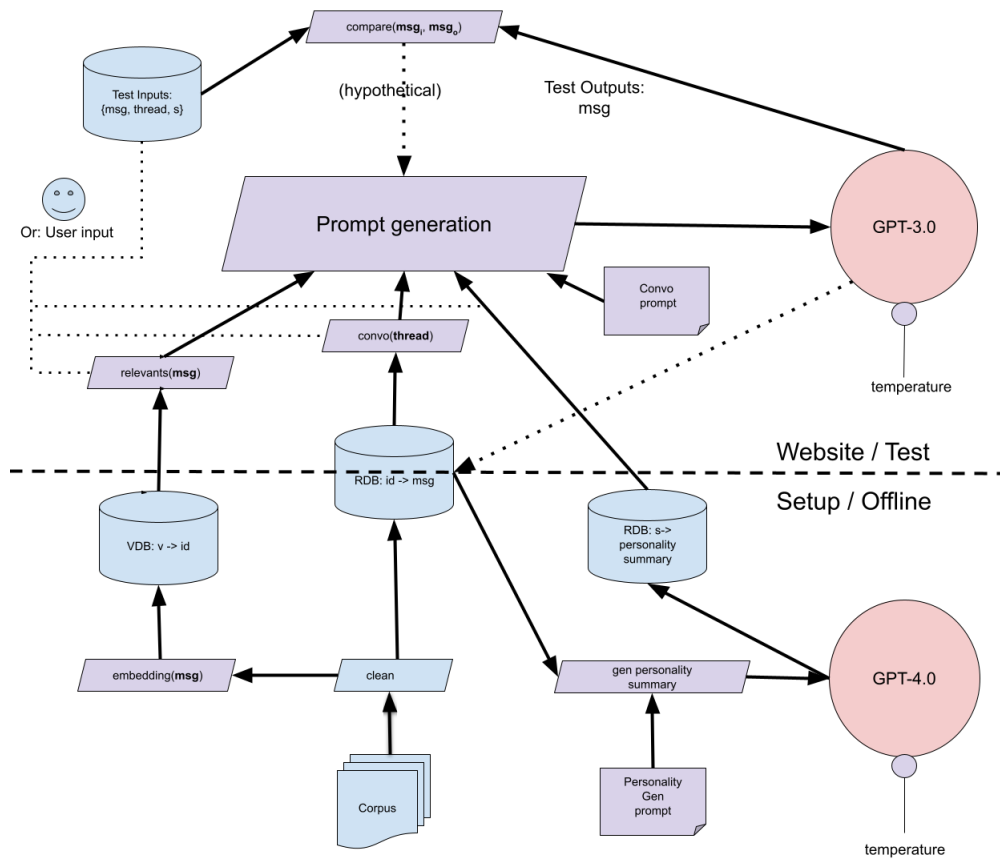 compare(msgi, msgo)
Test Inputs:
{msg, thread, s}
(hypothetical)
Test Outputs:
msg
Or: User input
Prompt generation
GPT-3.0
Convo
prompt
convo(thread)
relevants(msg)
temperature
Website / Test
RDB: id -> msg
Setup / Offline
VDB: v -> id
RDB: s->
personality
summary
embedding(msg)
clean
gen personality
summary
GPT-4.0
Corpus
Personality
Gen
prompt
temperature